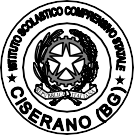 ISTITUTO SCOLASTICO COMPRENSIVO STATALE
CISERANO (BG)